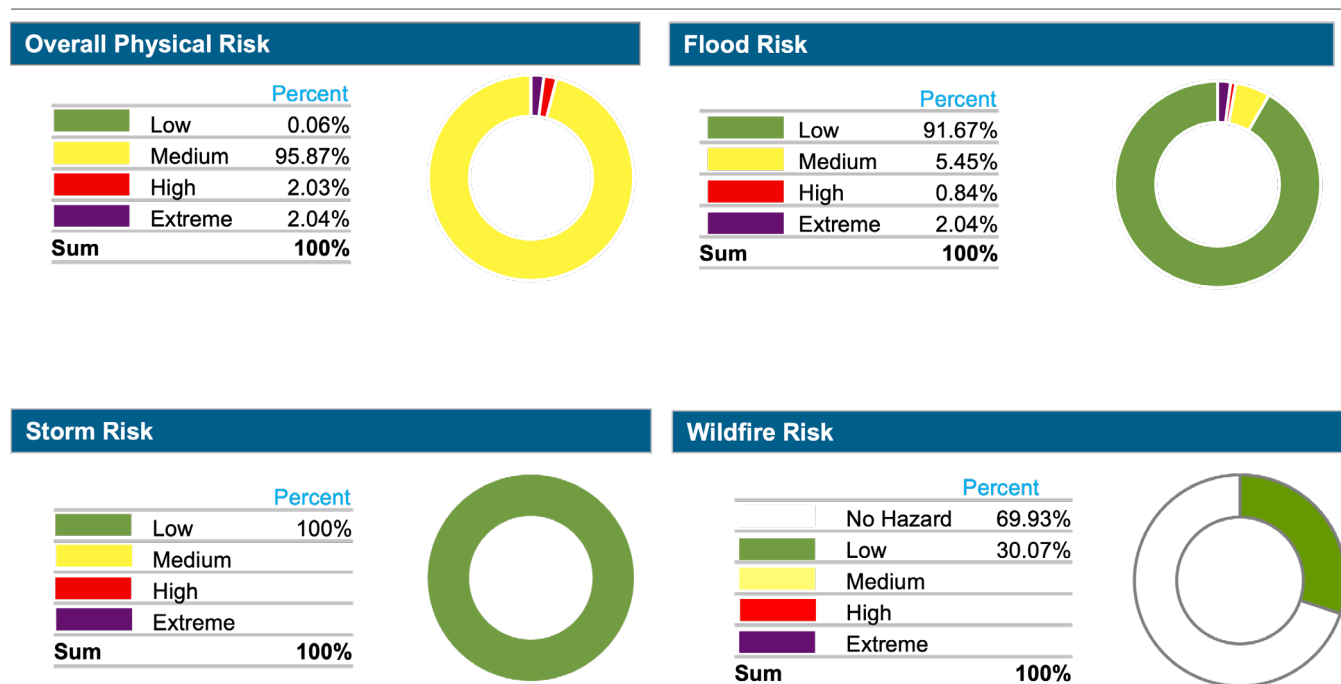 Overall Physical Risk
Percent
Low 0.06%
Medium 95.87%
High 2.03%
Extreme 2.04%
Sum 100%
Flood Risk
Percent
Low 91.67%
Medium 5.45%
High 0.84%
Extreme 2.04%
Sum 100%
Storm Risk
Percent
Low 100%
Medium
High
Extreme
Sum 100%
Wildfire Risk
Percent
No Hazard 69.93%
Low 30.07%
Medium
High
Extreme
Sum 100%